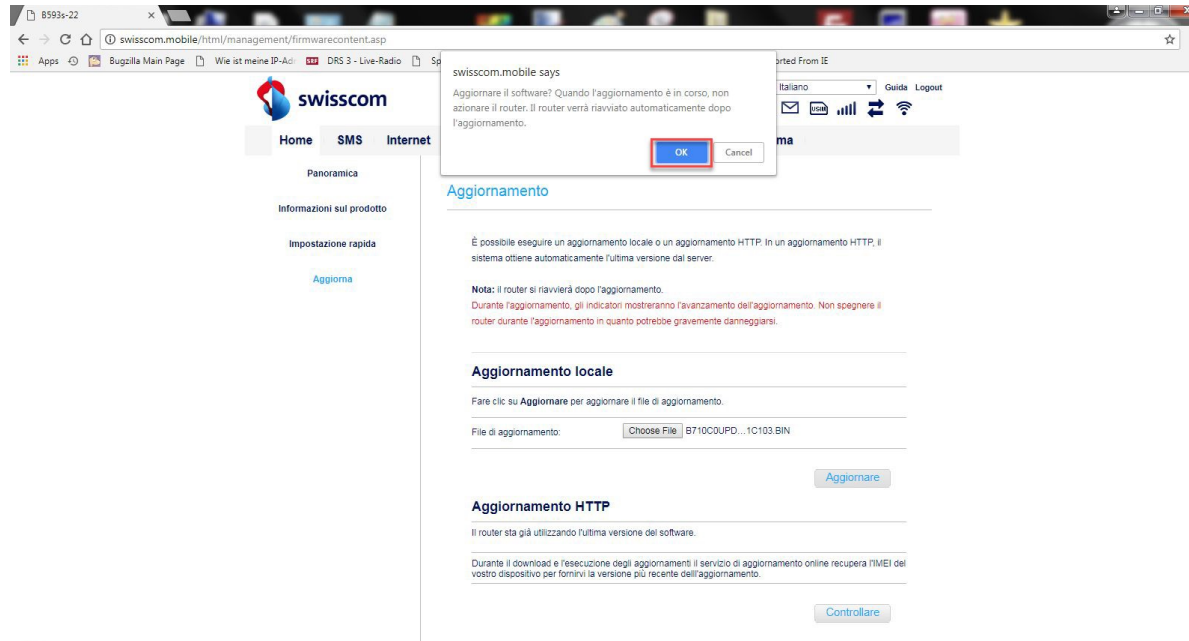 B593s-22
swisscom.mobile/html/management/firmwarecontent.asp
Apps
Bugzilla Main Page
Wie ist meine IP-Ad
SRF
DRS 3 - Live-Radio
Sp
orted From IE
swisscom.mobile says
Aggiornare il software? Quando l'aggiornamento è in corso, non
azionare il router. Il router verrà riavviato automaticamente dopo
l'aggiornamento.
OK
Cancel
swisscom
Italiano
Guida
Logout
USIM
Home
SMS
Internet
ma
Panoramica
Informazioni sul prodotto
Impostazione rapida
Aggiorna
Aggiornamento
È possibile eseguire un aggiornamento locale o un aggiornamento HTTP. In un aggiornamento HTTP, il
sistema ottiene automaticamente l'ultima versione dal server.
Nota: il router si riavvierà dopo l'aggiornamento.
Durante l'aggiornamento, gli indicatori mostreranno l'avanzamento dell'aggiornamento. Non spegnere il
router durante l'aggiornamento in quanto potrebbe gravemente danneggiarsi.
Aggiornamento locale
Fare clic su Aggiornare per aggiornare il file di aggiornamento.
File di aggiornamento:
Choose File
B710C0UPD...1C103.BIN
Aggiornare
Aggiornamento HTTP
Il router sta già utilizzando l'ultima versione del software.
Durante il download e l'esecuzione degli aggiornamenti il servizio di aggiornamento online recupera l'IMEI del
vostro dispositivo per fornirvi la versione più recente delll'aggiornamento.
Controllare